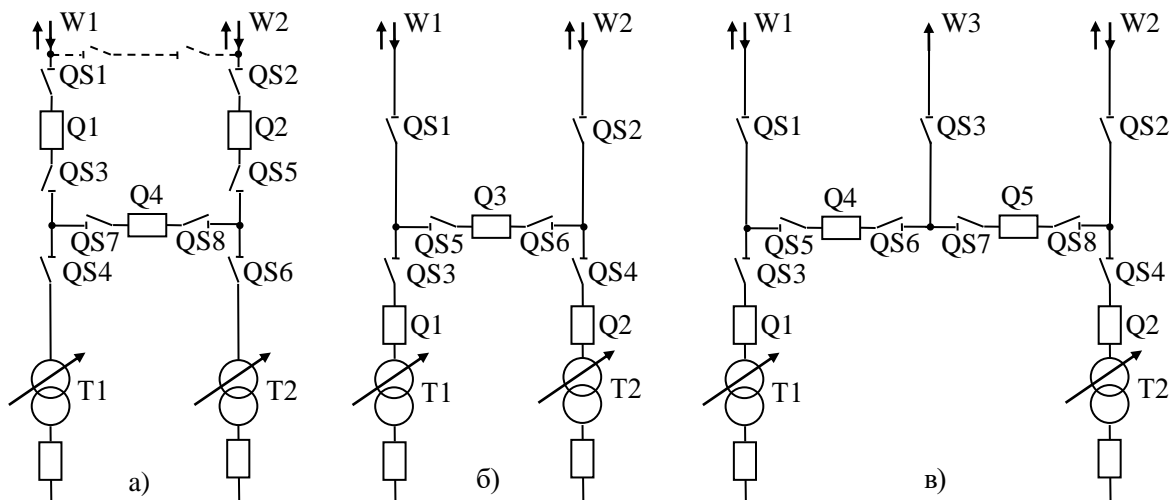 W1 W2 W1 W2 W1 W3 W2
QS1 QS2
Q1 Q2 QS1 QS2 QS1 QS3 QS2
QS3 QS5
Q4 Q3 Q4 Q5
QS7 QS8 QS5 QS6 QS5 QS6 QS7 QS8
QS4 QS6 QS3 QS4 QS3 QS4
Q1 Q2 Q1 Q2
T1 T2 T1 T2 T1 T2
а) б) в)